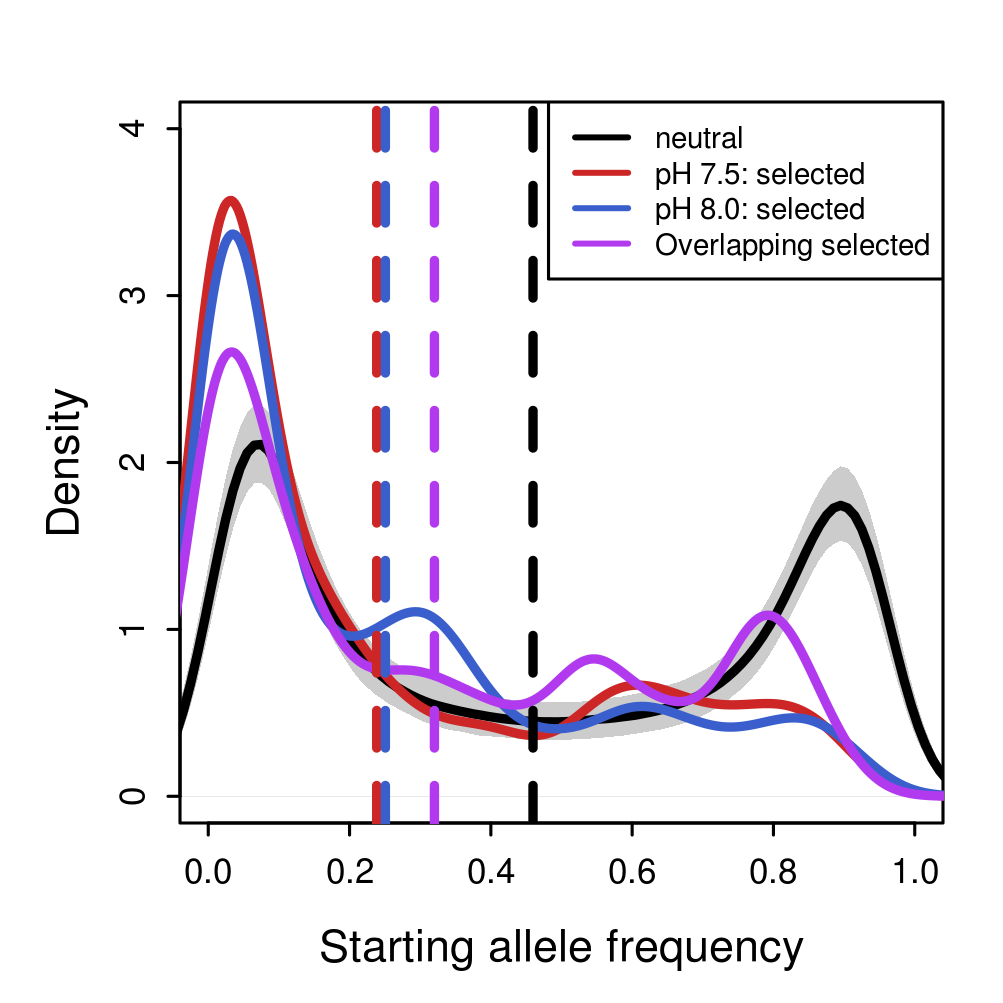 neutral
pH 7.5: selected
pH 8.0: selected
Overlapping selected
Density
4
3
2
1
0
0.0 0.2 0.4 0.6 0.8 1.0
Starting allele frequency